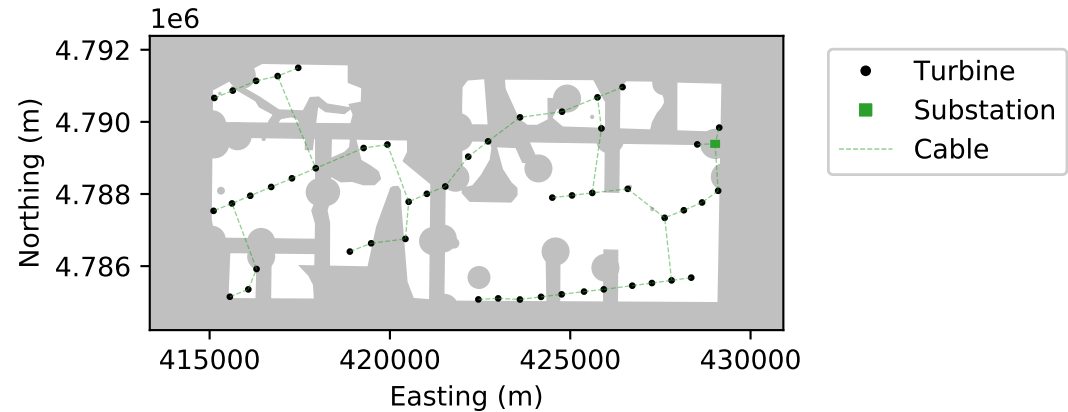 1e6
4.792
4.790
4.788
4.786
Northing (m)
415000 420000 425000 430000
Easting (m)
Turbine
Substation
Cable